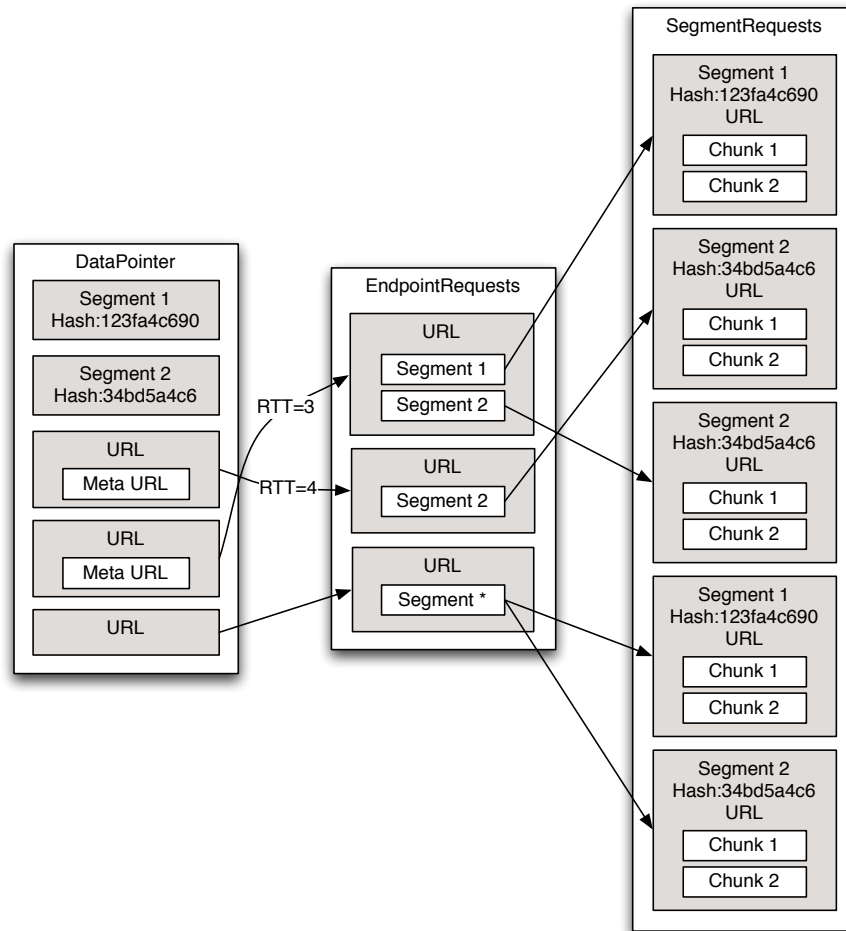 DataPointer
Segment 1
Hash:123fa4c690
Segment 2
Hash:34bd5a4c6
URL
Meta URL
URL
Meta URL
URL
RTT=3
RTT=4
EndpointRequests
URL
Segment 1
Segment 2
URL
Segment 2
URL
Segment *
SegmentRequests
Segment 1
Hash:123fa4c690
URL
Chunk 1
Chunk 2
Segment 2
Hash:34bd5a4c6
URL
Chunk 1
Chunk 2
Segment 2
Hash:34bd5a4c6
URL
Chunk 1
Chunk 2
Segment 1
Hash:123fa4c690
URL
Chunk 1
Chunk 2
Segment 2
Hash:34bd5a4c6
URL
Chunk 1
Chunk 2